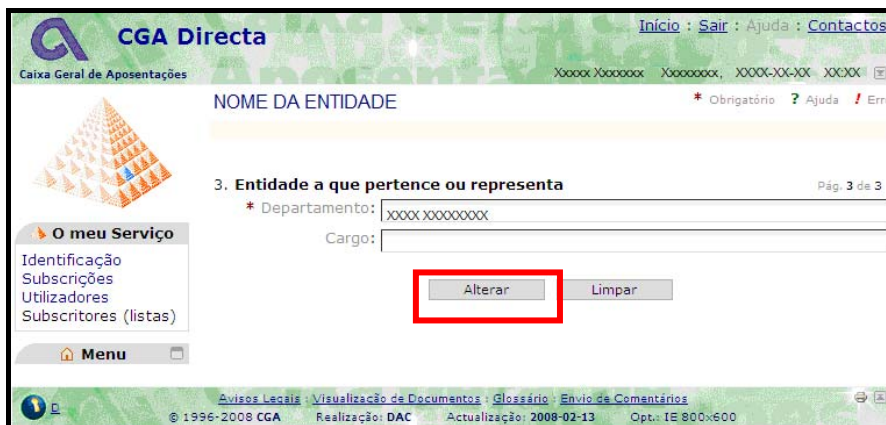 CGA Directa
Início : Sair : Ajuda : Contactos
Caixa Geral de Aposentações
Xxxxx Xxxxxxx Xxxxxxxx, XXXX-XX-XX XX:XX
NOME DA ENTIDADE
* Obrigatório ? Ajuda ! Err
3. Entidade a que pertence ou representa
Pág. 3 de 3
* Departamento: XXXX XXXXXXXX
Cargo:
O meu Serviço
Identificação
Subscrições
Utilizadores
Subscritores (listas)
Alterar
Limpar
Menu
D
Avisos Legais : Visualização de Documentos : Glossário : Envio de Comentários
© 1996-2008 CGA Realização: DAC Actualização: 2008-02-13 Opt.: IE 800x600